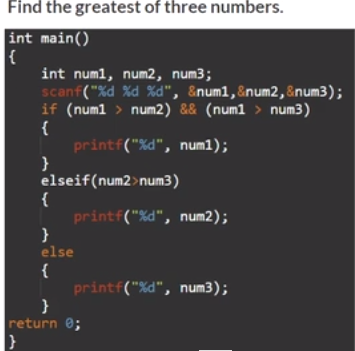 Find the greatest of three numbers.
int main()
{
int num1, num2, num3;
scanf("%d %d %d", &num1,&num2,&num3);
if (num1 > num2) && (num1 > num3)
{
printf("%d", num1);
}
elseif(num2>num3)
{
printf("%d", num2);
}
else
{
printf("%d", num3);
}
return 0;
}